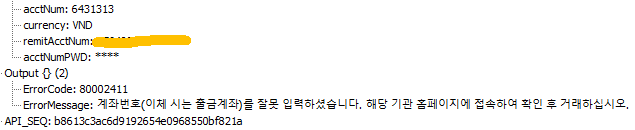 acctNum: 6431313
currency: VND
remitAcctNum:
acctNumPWD: ****
Output {} (2)
ErrorCode: 80002411
ErrorMessage: 계좌번호(이체 시는 출금계좌)를 잘못 입력하셨습니다. 해당 기관 홈페이지에 접속하여 확인 후 거래하십시오.
API_SEQ: b8613c3ac6d9192654e0968550bf821a